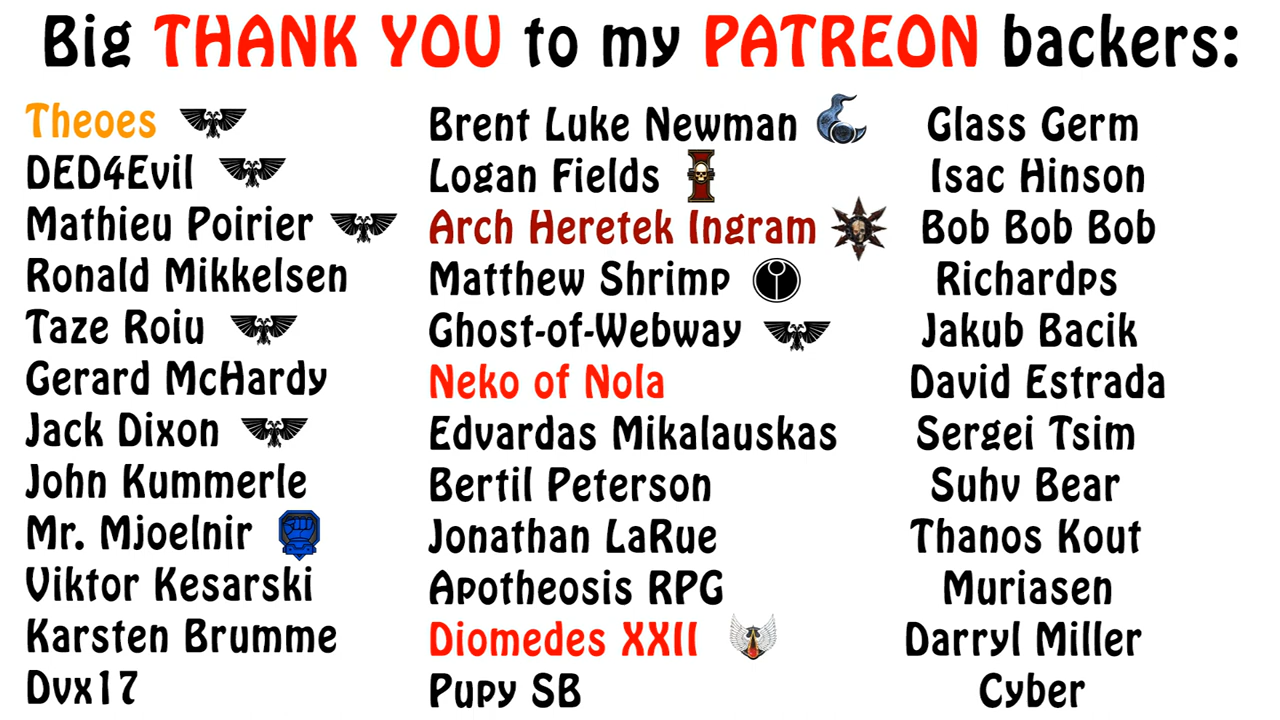 Big THANK YOU to my PATREON backers:
Theoes
DED4Evil
Mathieu Poirier
Ronald Mikkelsen
Taze Roiu
Gerard McHardy
Jack Dixon
John Kummerle
Mr. Mjoelnir
Viktor Kesarski
Karsten Brumme
Dvx17
Brent Luke Newman
Logan Fields
Arch Heretek Ingram
Matthew Shrimp
Ghost-of-Webway
Neko of Nola
Edvardas Mikalauskas
Bertil Peterson
Jonathan LaRue
Apotheosis RPG
Diomedes XXII
Pupy SB
Glass Germ
Isac Hinson
Bob Bob Bob
Richardps
Jakub Bacik
David Estrada
Sergei Tsim
Suhv Bear
Thanos Kout
Muriasen
Darryl Miller
Cyber